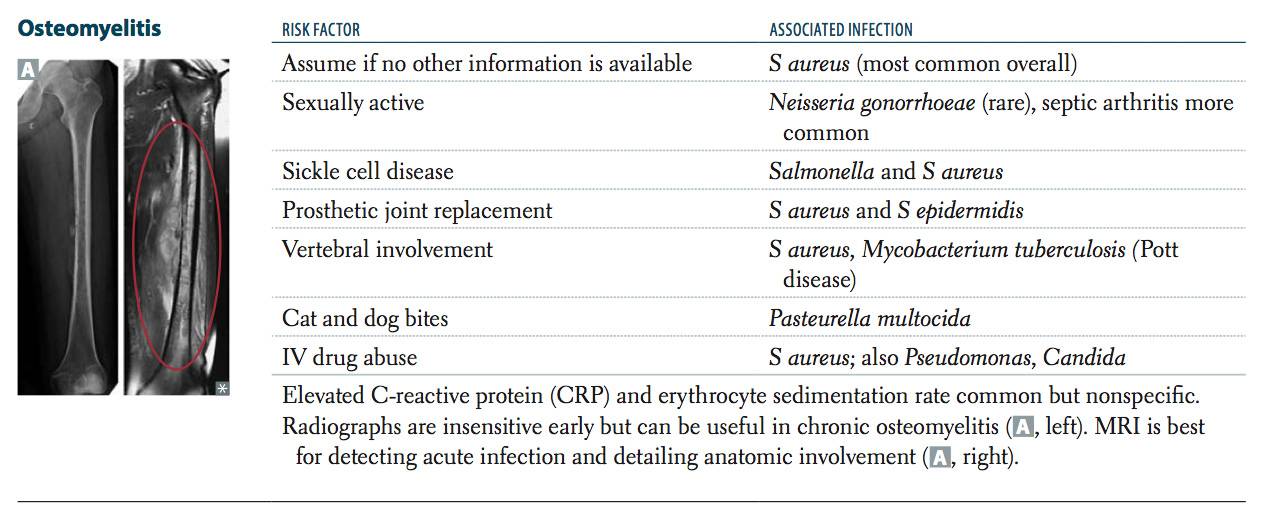 Osteomyelitis
RISK FACTOR
ASSOCIATED INFECTION
A
Assume if no other information is available
S aureus (most common overall)
Sexually active
Neisseria gonorrhoeae (rare), septic arthritis more
common
Sickle cell disease
Salmonella and S aureus
Prosthetic joint replacement
S aureus and S epidermidis
Vertebral involvement
S aureus, Mycobacterium tuberculosis (Pott
disease)
Cat and dog bites
Pasteurella multocida
IV drug abuse
S aureus; also Pseudomonas, Candida
*
Elevated C-reactive protein (CRP) and erythrocyte sedimentation rate common but nonspecific.
Radiographs are insensitive early but can be useful in chronic osteomyelitis (A, left). MRI is best
for detecting acute infection and detailing anatomic involvement (A, right).